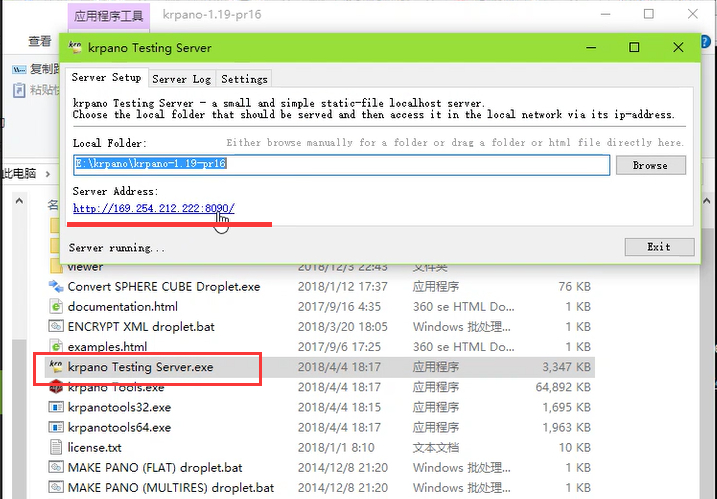 应用程序工具
krpano-1.19-pr16
查看
krpano Testing Server
复制路
粘贴快
Server Setup
Server Log
Settings
krpano Testing Server - a small and simple static-file localhost server.
Choose the local folder that should be served and then access it in the local network via its ip-address.
Local Folder:
Either browse manually for a folder or drag a folder or html file directly here.
此电脑
E:\krpano\krpano-1.19-pr16
Browse
Server Address:
http://169.254.212.222:8090/
名
Server running...
Exit
viewer 2018/12/3 22:43 文件夹
Convert SPHERE CUBE Droplet.exe 2018/1/12 17:37 应用程序 76 KB
documentation.html 2017/9/16 4:35 360 se HTML Do... 1 KB
ENCRYPT XML droplet.bat 2018/3/20 18:05 Windows 批处理... 1 KB
examples.html 2017/9/6 17:25 360 se HTML Do... 1 KB
krpano Testing Server.exe 2018/4/4 18:17 应用程序 3,347 KB
krpano Tools.exe 2018/4/4 18:17 应用程序 64,892 KB
krpanotools32.exe 2018/4/4 18:15 应用程序 1,695 KB
krpanotools64.exe 2018/4/4 18:17 应用程序 1,963 KB
license.txt 2018/1/1 8:10 文本文档 10 KB
MAKE PANO (FLAT) droplet.bat 2014/12/8 21:20 Windows 批处理... 1 KB
MAKE PANO (MULTIRES) droplet.bat 2014/12/8 21:20 Windows 批处理... 1 KB